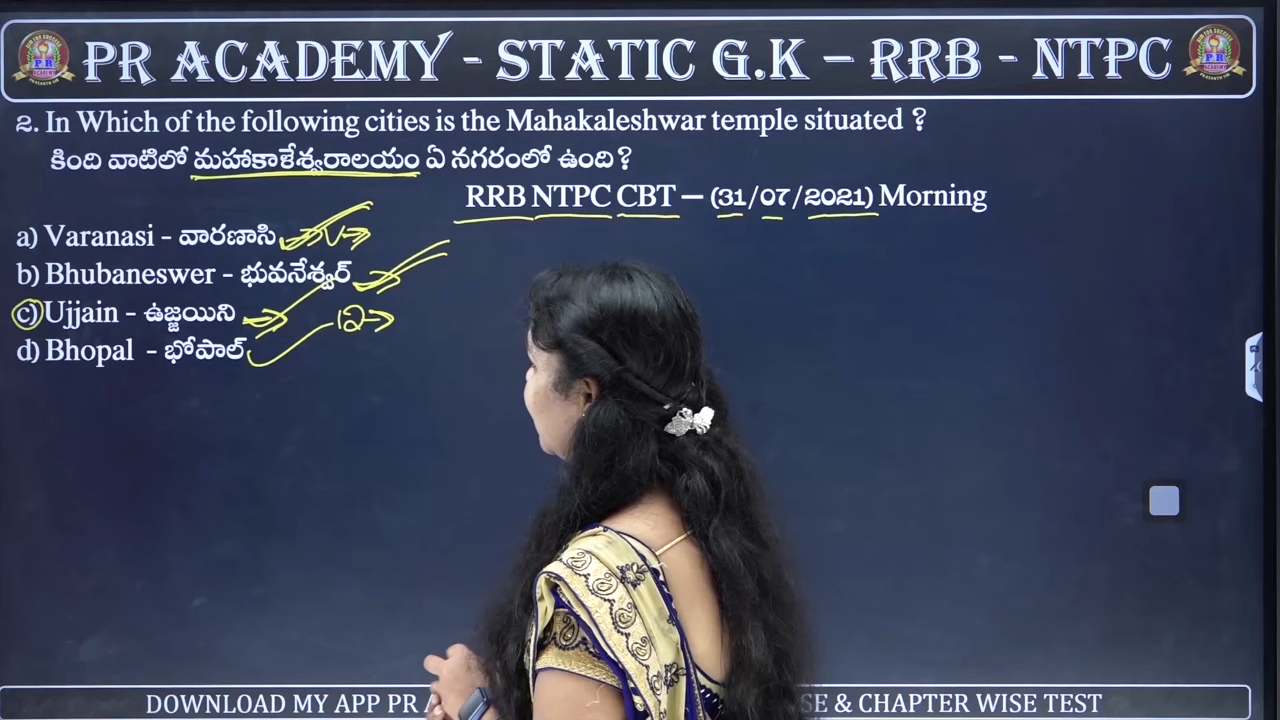 PR ACADEMY - STATIC G.K – RRB - NTPC
2. In Which of the following cities is the Mahakaleshwar temple situated ?
కింది వాటిలో మహాకాళేశ్వరాలయం ఏ నగరంలో ఉంది?
RRB NTPC CBT – (31/07/2021) Morning
a) Varanasi - వారణాసి
b) Bhubaneswer - భువనేశ్వర్
c) Ujjain - ఉజ్జయిని
12
d) Bhopal - భోపాల్
DOWNLOAD MY APP PR SE & CHAPTER WISE TEST